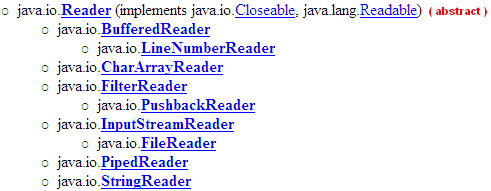 java.io.Reader (implements java.io.Closeable, java.lang.Readable) ( abstract )
java.io.BufferedReader
java.io.LineNumberReader
java.io.CharArrayReader
java.io.FilterReader
java.io.PushbackReader
java.io.InputStreamReader
java.io.FileReader
java.io.PipedReader
java.io.StringReader